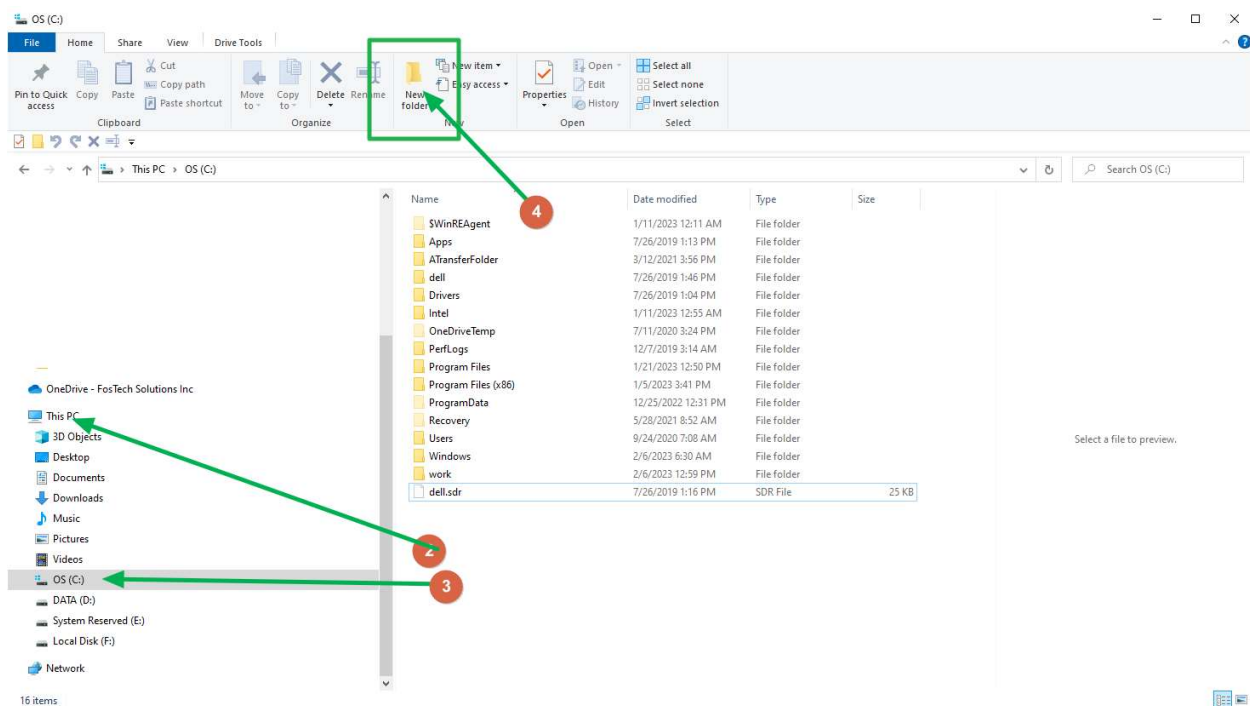 OS (C:)
File Home Share View Drive Tools
Pin to Quick access
Copy
Paste
Cut
Copy path
Paste shortcut
Clipboard
Move to
Copy to
Delete
Rename
Organize
New folder
New item
Easy access
New
Properties
Open
Edit
History
Open
Select all
Select none
Invert selection
Select
This PC > OS (C:)
Search OS (C:)
OneDrive - FosTech Solutions Inc
This PC
3D Objects
Desktop
Documents
Downloads
Music
Pictures
Videos
OS (C:)
DATA (D:)
System Reserved (E:)
Local Disk (F:)
Network
Name Date modified Type Size
$WinREAgent 1/11/2023 12:11 AM File folder
Apps 7/26/2019 1:13 PM File folder
ATransferFolder 3/12/2021 3:56 PM File folder
dell 7/26/2019 1:46 PM File folder
Drivers 7/26/2019 1:04 PM File folder
Intel 1/11/2023 12:55 AM File folder
OneDriveTemp 7/11/2020 3:24 PM File folder
PerfLogs 12/7/2019 3:14 AM File folder
Program Files 1/21/2023 12:50 PM File folder
Program Files (x86) 1/5/2023 3:41 PM File folder
ProgramData 12/25/2022 12:31 PM File folder
Recovery 5/28/2021 8:52 AM File folder
Users 9/24/2020 7:08 AM File folder
Windows 2/6/2023 6:30 AM File folder
work 2/6/2023 12:59 PM File folder
dell.sdr 7/26/2019 1:16 PM SDR File 25 KB
4
2
3
Select a file to preview.
16 items